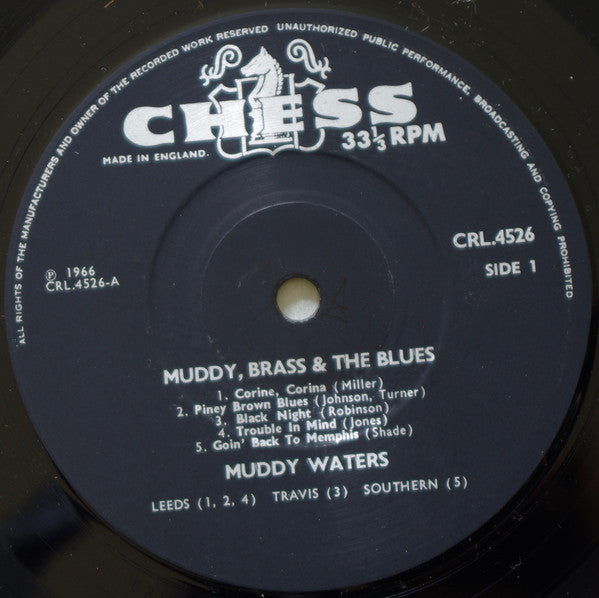 ALL RIGHTS OF THE MANUFACTURERS AND OWNER OF THE RECORDED WORK RESERVED UNAUTHORIZED PUBLIC PERFORMANCE, BROADCASTING AND COPYING PROHIBITED
CHESS
33⅓ RPM
MADE IN ENGLAND.
CRL.4526
SIDE 1
℗ 1966
CRL.4526-A
MUDDY, BRASS & THE BLUES
1. Corine, Corina (Miller)
2. Piney Brown Blues (Johnson, Turner)
3. Black Night (Robinson)
4. Trouble In Mind (Jones)
5. Goin' Back To Memphis (Shade)
MUDDY WATERS
LEEDS (1, 2, 4) TRAVIS (3) SOUTHERN (5)